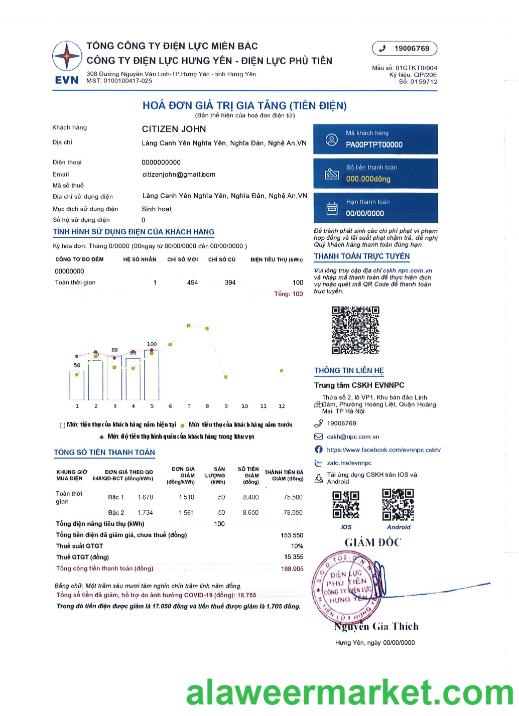 TỔNG CÔNG TY ĐIỆN LỰC MIỀN BẮC
CÔNG TY ĐIỆN LỰC HƯNG YÊN - ĐIỆN LỰC PHÙ TIÊN
308 Đường Nguyễn Văn Linh-TP.Hưng Yên - tỉnh Hưng Yên
MST: 0100100417-025
EVN
19006769
Mẫu số: 01GTKT0/004
Ký hiệu: QP/20E
Số: 0159712
HOÁ ĐƠN GIÁ TRỊ GIA TĂNG (TIỀN ĐIỆN)
(Bản thể hiện của hoá đơn điện tử)
Khách hàng CITIZEN JOHN
Địa chỉ Làng Canh Yên Nghĩa Yên, Nghĩa Đàn, Nghệ An,VN
Điện thoại 0000000000
Email citizenjohn@gmail.com
Mã số thuế
Địa chỉ sử dụng điện Làng Canh Yên Nghĩa Yên, Nghĩa Đàn, Nghệ An,VN
Mục đích sử dụng điện Sinh hoạt
Số hộ sử dụng điện 0
Mã khách hàng
PA00PTPT00000
Số tiền thanh toán
000.000đồng
Hạn thanh toán
00/00/0000
TÌNH HÌNH SỬ DỤNG ĐIỆN CỦA KHÁCH HÀNG
Kỳ hóa đơn: Tháng 0/0000 (00ngày từ 00/00/0000 đến 00/00/0000 )
CÔNG TƠ ĐO ĐẾM HỆ SỐ NHÂN CHỈ SỐ MỚI CHỈ SỐ CŨ ĐIỆN TIÊU THỤ (kWh)
00000000
Toàn thời gian 1 494 394 100
Tổng: 100
Để tránh phát sinh các chi phí phạt vi phạm
hợp đồng và lãi suất phạt chậm trả, đề nghị
Quý khách hàng thanh toán đúng hạn
THANH TOÁN TRỰC TUYẾN
Vui lòng truy cập địa chỉ cskh.npc.com.vn
và nhập mã thanh toán để thực hiện dịch
vụ hoặc quét mã QR Code để thanh toán
trực tuyến.
50 80 100
1 2 3 4 5 6 7 8 9 10 11 12
Mức tiêu thụ của khách hàng năm hiện tại Mức tiêu thụ của khách hàng năm trước
Mức độ tiêu thụ bình quân của khách hàng trong khu vực
THÔNG TIN LIÊN HỆ
Trung tâm CSKH EVNNPC
Thửa số 2, lô VP1, Khu bán đảo Linh
Đàm, Phường Hoàng Liệt, Quận Hoàng
Mai, TP Hà Nội
19006769
cskh@npc.com.vn
https://www.facebook.com/evnnpc.cskh/
zalo.me/evnnpc
Tải ứng dụng CSKH trên iOS và
Android
iOS Android
TỔNG SỐ TIỀN THANH TOÁN
KHUNG GIỜ MUA ĐIỆN ĐƠN GIÁ THEO QĐ 648/QĐ-BCT (đồng/kWh) ĐƠN GIÁ GIẢM (đồng/kWh) SẢN LƯỢNG (kWh) SỐ TIỀN GIẢM (đồng) THÀNH TIỀN ĐÃ GIẢM (đồng)
Toàn thời gian Bậc 1 1.678 1.510 50 8.400 75.500
Bậc 2 1.734 1.561 50 8.650 78.050
Tổng điện năng tiêu thụ (kWh) 100
Tổng tiền điện đã giảm giá, chưa thuế (đồng) 153.550
Thuế suất GTGT 10%
Thuế GTGT (đồng) 15.355
Tổng cộng tiền thanh toán (đồng) 168.905
Bằng chữ: Một trăm sáu mươi tám nghìn chín trăm linh năm đồng.
Tổng số tiền đã giảm, hỗ trợ do ảnh hưởng COVID-19 (đồng): 18.755
Trong đó tiền điện được giảm là 17.050 đồng và tiền thuế được giảm là 1.705 đồng.
GIÁM ĐỐC
ĐIỆN LỰC
PHÙ TIÊN
CÔNG TY ĐIỆN LỰC
HƯNG YÊN
Nguyễn Gia Thích
Hưng Yên, ngày 00/00/0000
alaweermarket.com